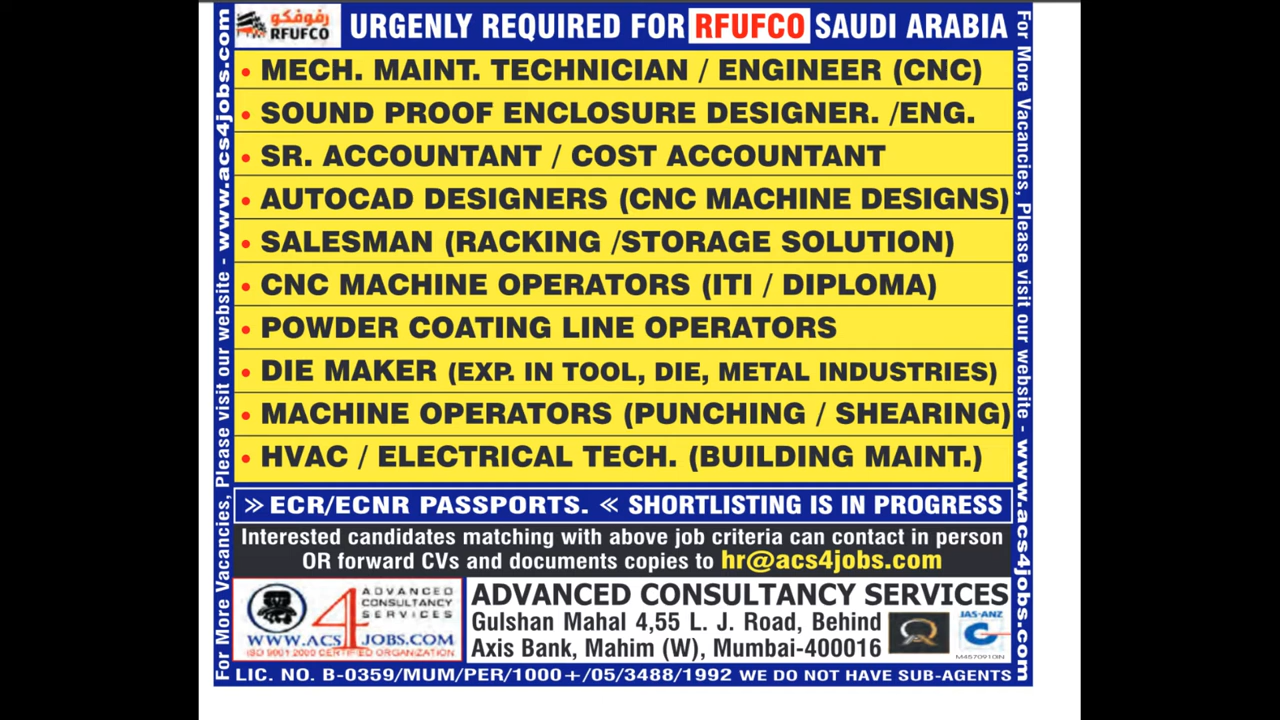 رفوفكو
RFUFCO
URGENLY REQUIRED FOR RFUFCO SAUDI ARABIA
• MECH. MAINT. TECHNICIAN / ENGINEER (CNC)
• SOUND PROOF ENCLOSURE DESIGNER. /ENG.
• SR. ACCOUNTANT / COST ACCOUNTANT
• AUTOCAD DESIGNERS (CNC MACHINE DESIGNS)
• SALESMAN (RACKING /STORAGE SOLUTION)
• CNC MACHINE OPERATORS (ITI / DIPLOMA)
• POWDER COATING LINE OPERATORS
• DIE MAKER (EXP. IN TOOL, DIE, METAL INDUSTRIES)
• MACHINE OPERATORS (PUNCHING / SHEARING)
• HVAC / ELECTRICAL TECH. (BUILDING MAINT.)
» ECR/ECNR PASSPORTS. « SHORTLISTING IS IN PROGRESS
Interested candidates matching with above job criteria can contact in person
OR forward CVs and documents copies to hr@acs4jobs.com
4 ADVANCED
CONSULTANCY
SERVICES
WWW.ACS4JOBS.COM
ISO 9001:2000 CERTIFIED ORGANIZATION
ADVANCED CONSULTANCY SERVICES
Gulshan Mahal 4,55 L. J. Road, Behind
Axis Bank, Mahim (W), Mumbai-400016
JAS-ANZ
LIC. NO. B-0359/MUM/PER/1000+/05/3488/1992 WE DO NOT HAVE SUB-AGENTS
For More Vacancies, Please visit our website - www.acs4jobs.com
For More Vacancies, Please visit our website - www.acs4jobs.com